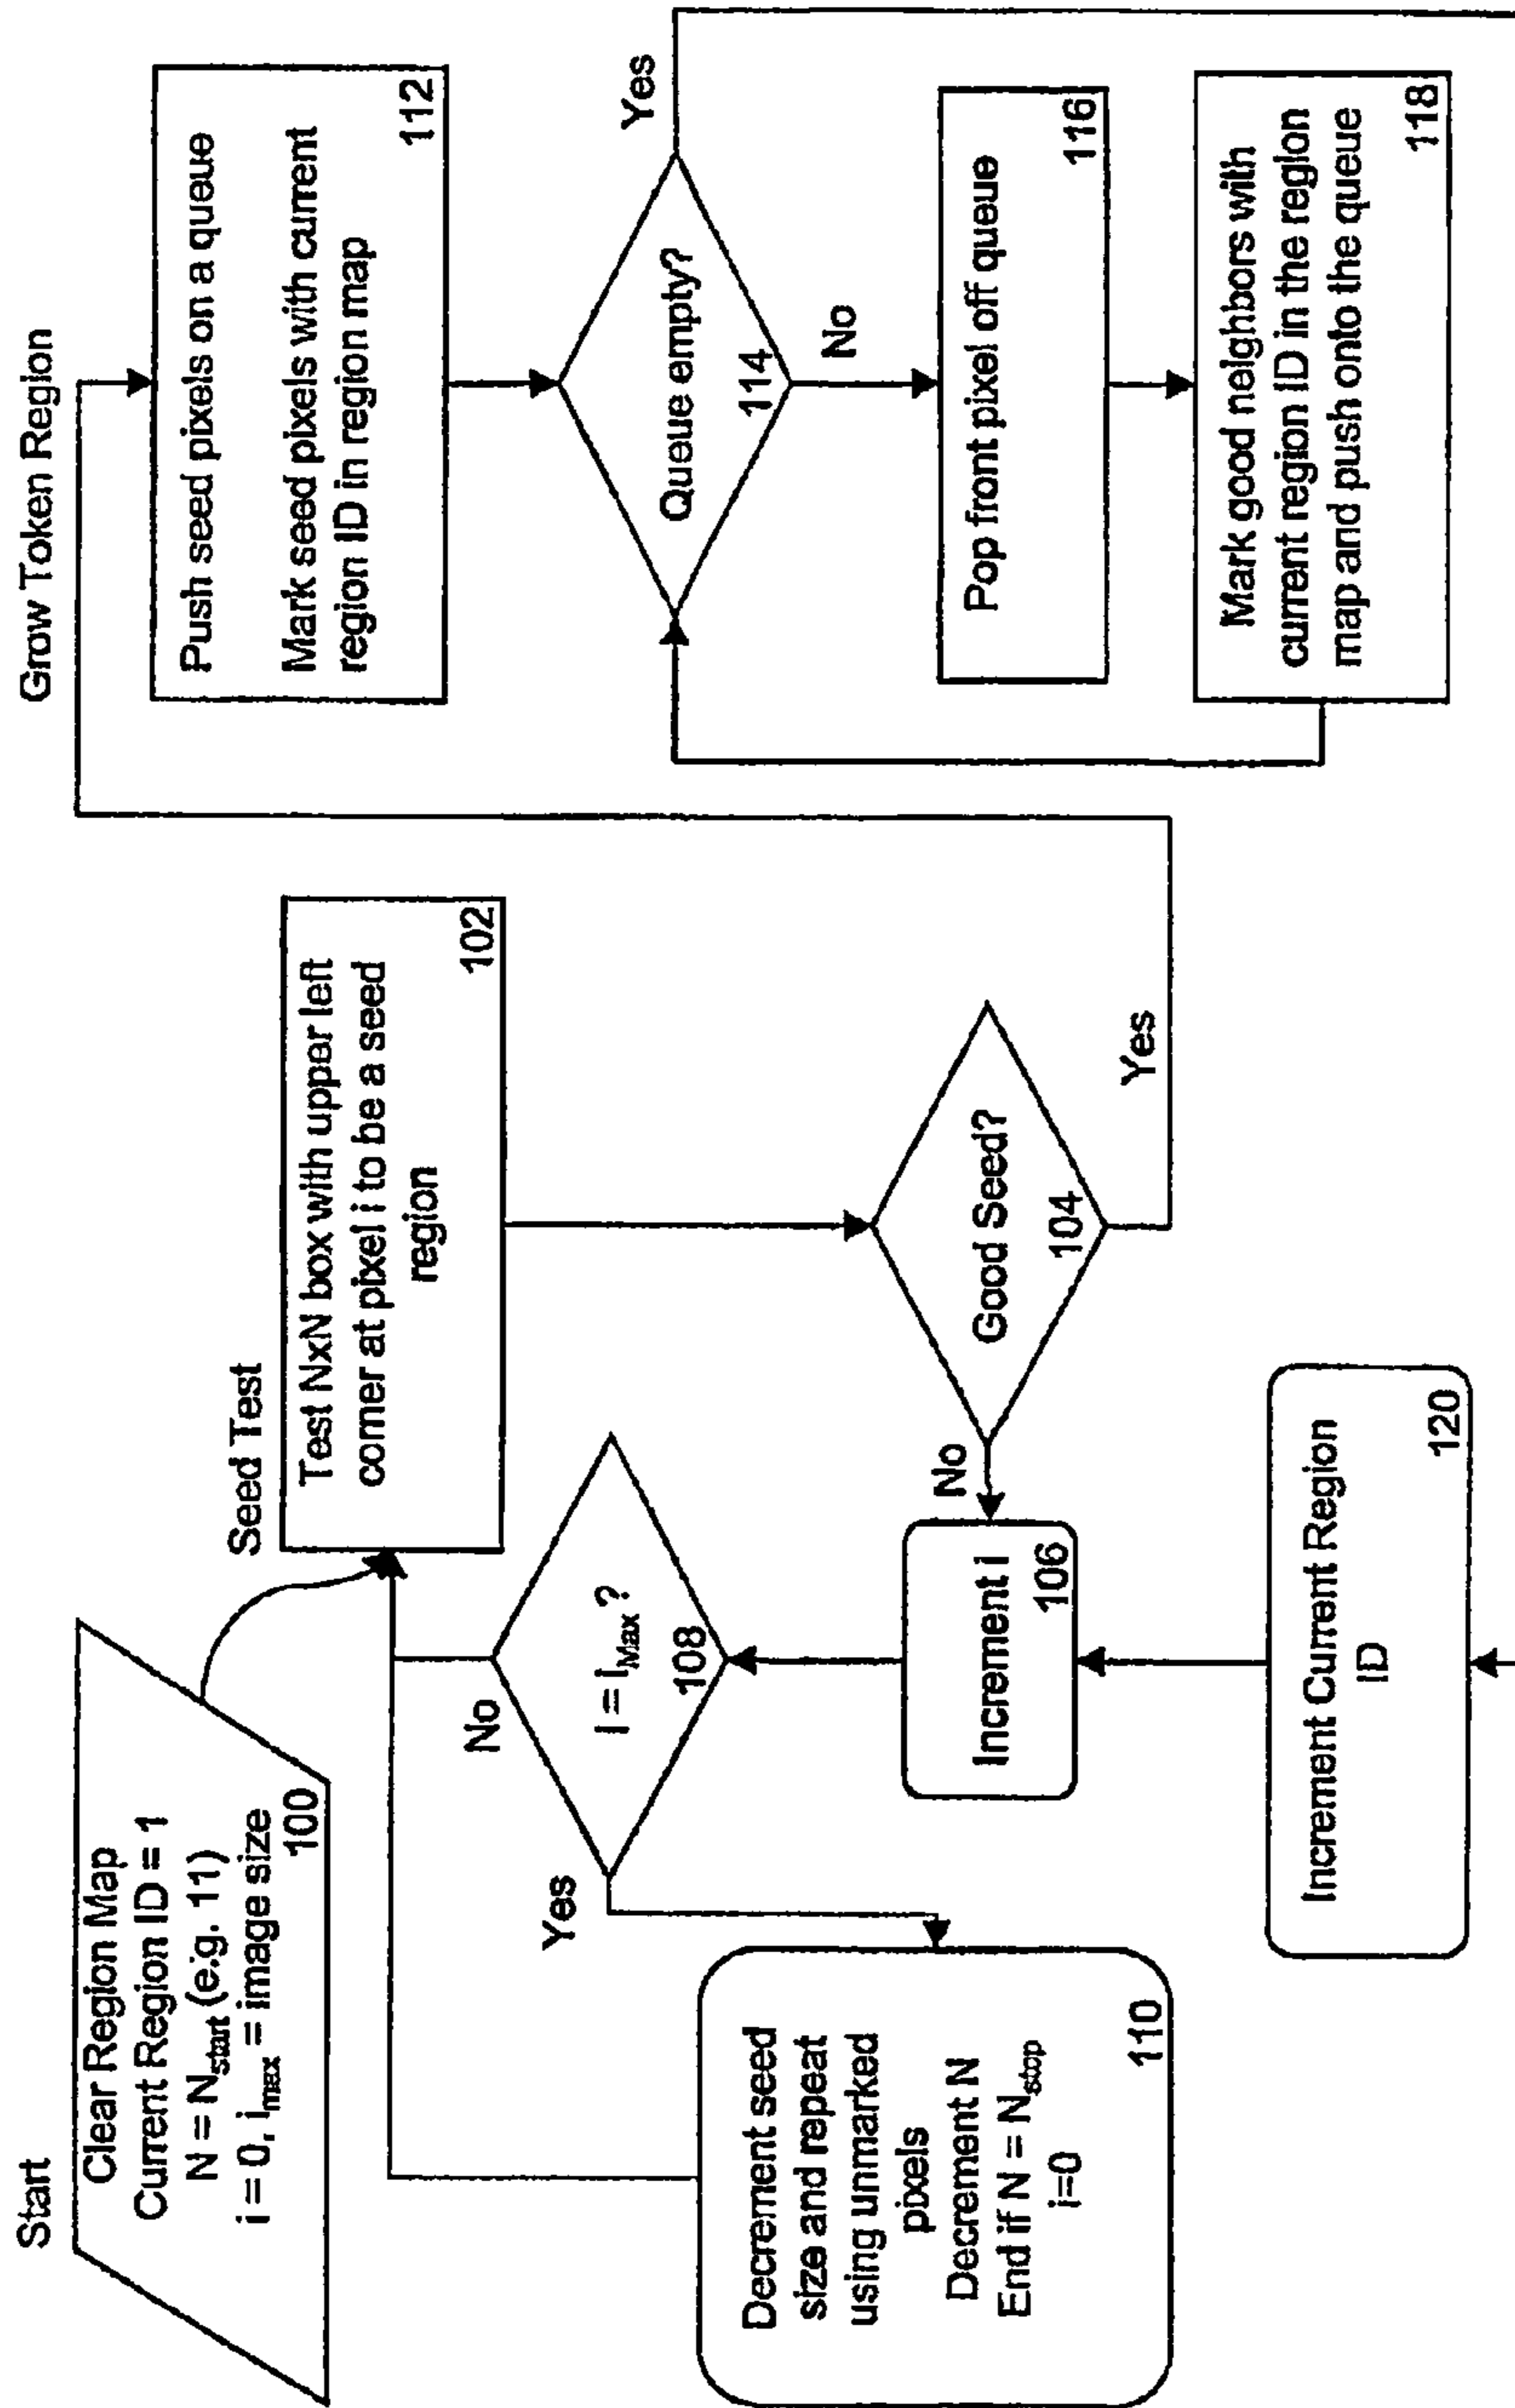 Start
Clear Region Map
Current Region ID = 1
N = Nstart (e.g. 11)
i = 0, imax = image size
100
Seed Test
Test NxN box with upper left
corner at pixel i to be a seed
region
102
Good Seed?
104
No
Yes
Increment i
106
i = iMax?
108
No
Yes
Decrement seed
size and repeat
using unmarked
pixels
Decrement N
End if N = Nstop
i=0
110
Grow Token Region
Push seed pixels on a queue
Mark seed pixels with current
region ID in region map
112
Queue empty?
114
Yes
No
Pop front pixel off queue
116
Mark good neighbors with
current region ID in the region
map and push onto the queue
118
Increment Current Region
ID
120